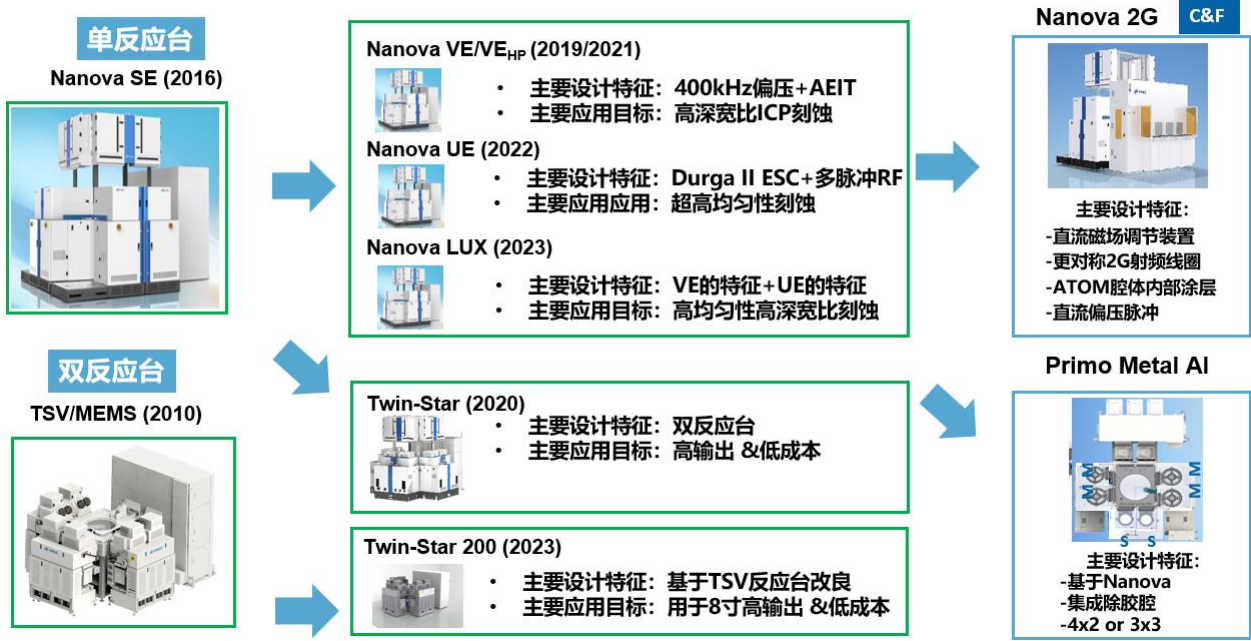 单反应台
Nanova SE (2016)
Nanova VE/VEHP (2019/2021)
• 主要设计特征：400kHz偏压+AEIT
• 主要应用目标：高深宽比ICP刻蚀
Nanova UE (2022)
• 主要设计特征：Durga II ESC+多脉冲RF
• 主要应用应用：超高均匀性刻蚀
Nanova LUX (2023)
• 主要设计特征：VE的特征+UE的特征
• 主要应用目标：高均匀性高深宽比刻蚀
Nanova 2G
C&F
主要设计特征：
-直流磁场调节装置
-更对称2G射频线圈
-ATOM腔体内部涂层
-直流偏压脉冲
双反应台
TSV/MEMS (2010)
Twin-Star (2020)
• 主要设计特征：双反应台
• 主要应用目标：高输出 &低成本
Twin-Star 200 (2023)
• 主要设计特征：基于TSV反应台改良
• 主要应用目标：用于8寸高输出 &低成本
Primo Metal Al
M
M
M
M
S
S
主要设计特征：
-基于Nanova
-集成除胶腔
-4x2 or 3x3